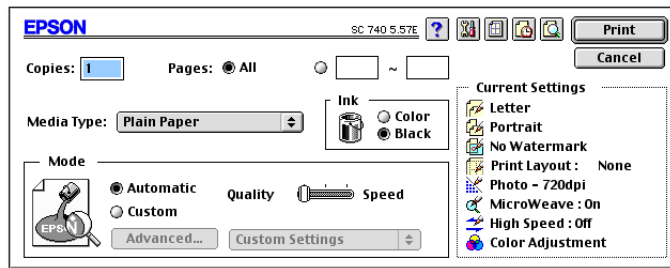 EPSON SC 740 5.57E ? Print
Cancel
Copies: 1 Pages: All ~
Media Type: Plain Paper
Ink
Color
Black
Mode
EPSON
Automatic
Custom
Quality Speed
Advanced... Custom Settings
Current Settings
Letter
Portrait
No Watermark
Print Layout : None
Photo - 720dpi
MicroWeave : On
High Speed : Off
Color Adjustment